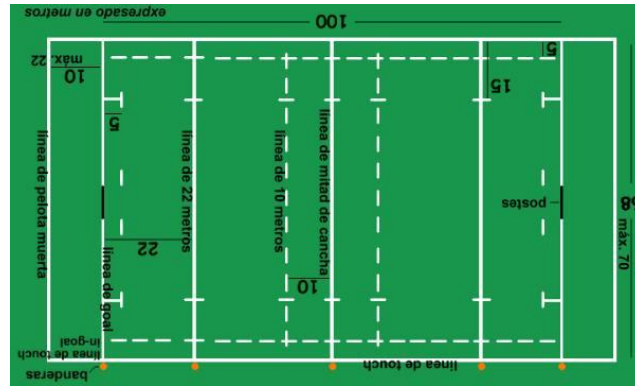 expresado en metros
100
máx. 22
10
5
5
15
línea de pelota muerta
línea de goal
línea de 22 metros
22
línea de 10 metros
10
línea de mitad de cancha
postes
68
máx. 70
in-goal
línea de touch
línea de touch
banderas